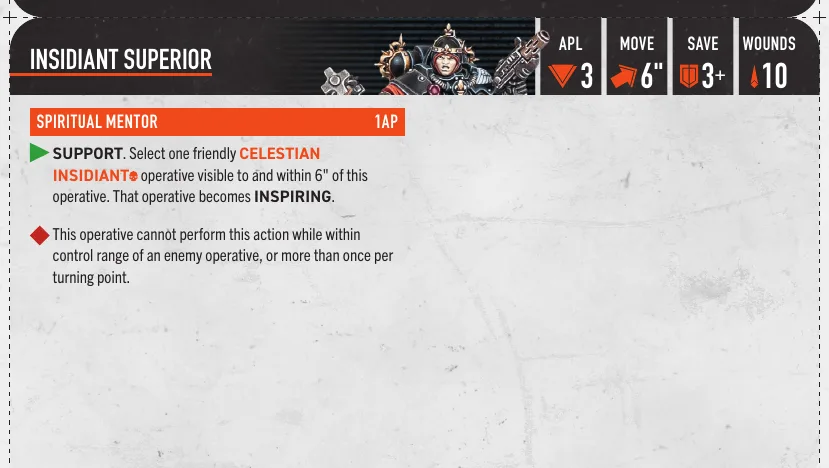 INSIDIANT SUPERIOR
APL
3
MOVE
6"
SAVE
3+
WOUNDS
10
SPIRITUAL MENTOR 1AP
SUPPORT. Select one friendly CELESTIAN
INSIDIANT operative visible to and within 6" of this
operative. That operative becomes INSPIRING.
This operative cannot perform this action while within
control range of an enemy operative, or more than once per
turning point.